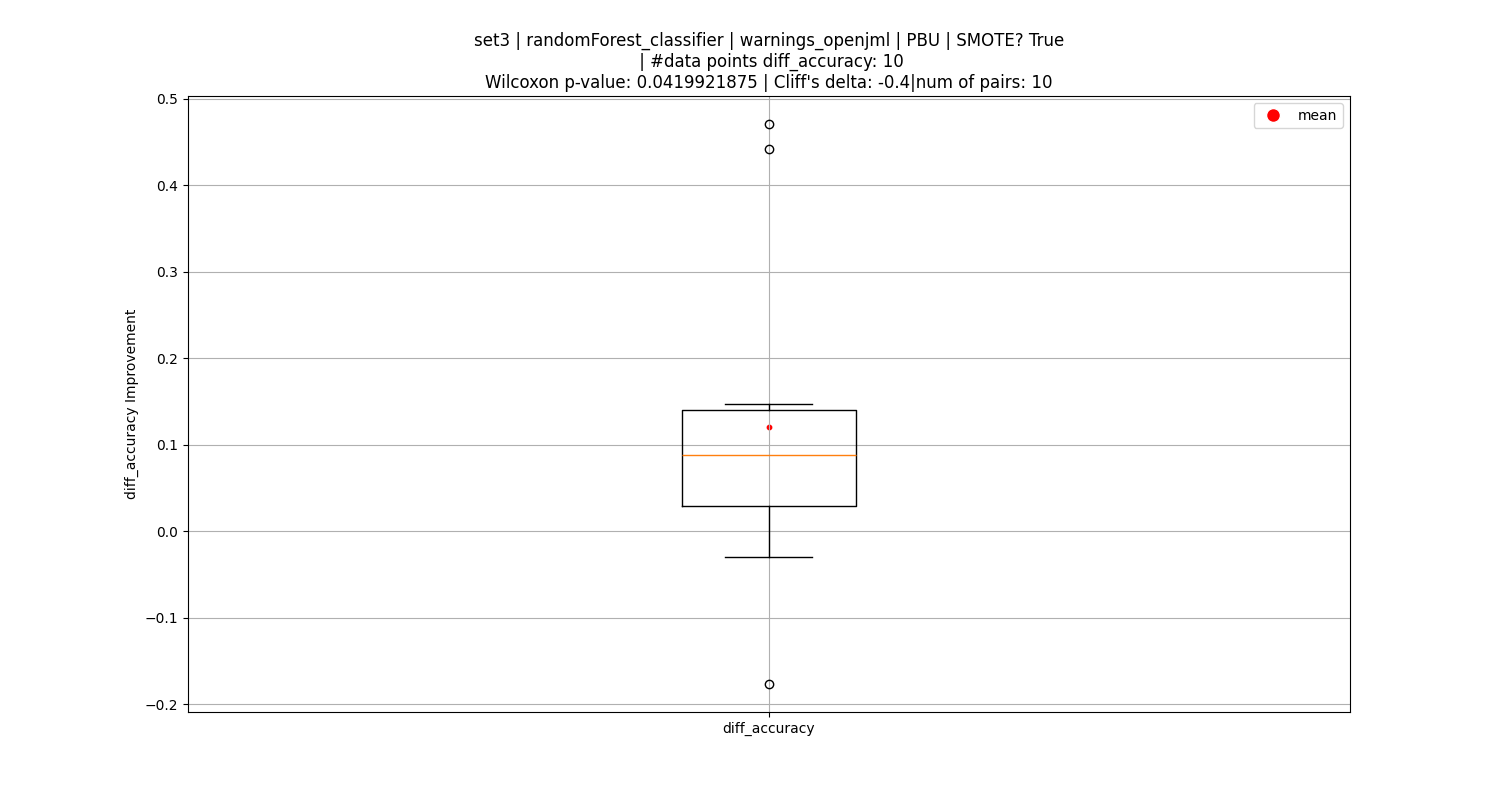 set3 | randomForest_classifier | warnings_openjml | PBU | SMOTE? True
| #data points diff_accuracy: 10
Wilcoxon p-value: 0.0419921875 | Cliff's delta: -0.4|num of pairs: 10
mean
0.5
0.4
0.3
0.2
0.1
0.0
−0.1
−0.2
diff_accuracy Improvement
diff_accuracy